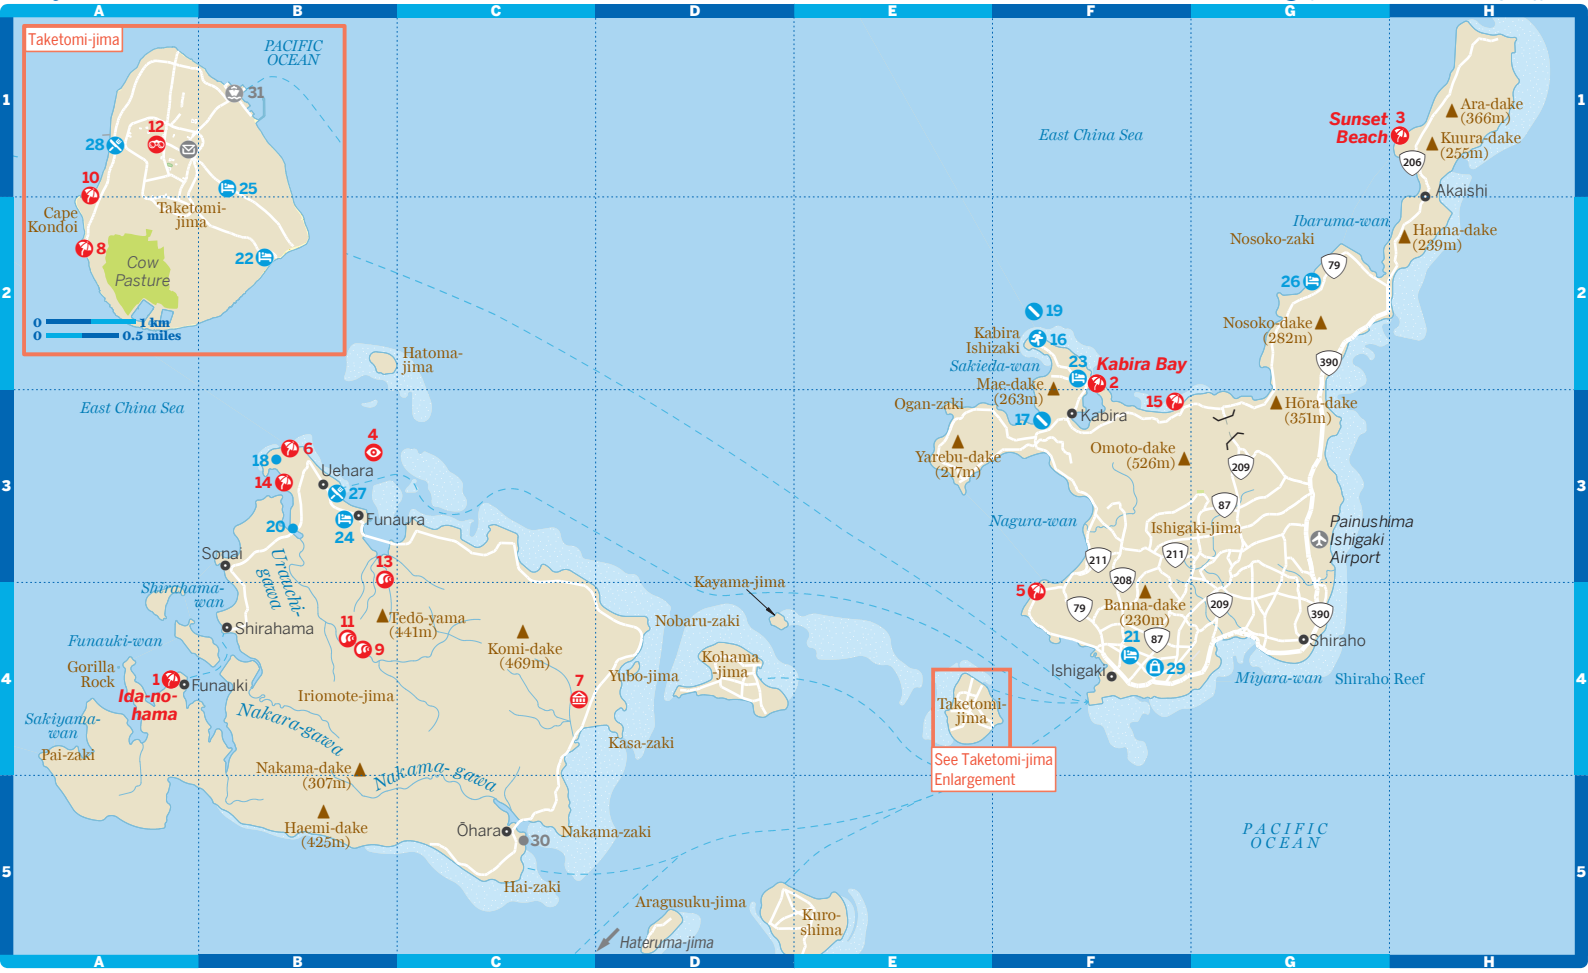 A B C D E F G H
Taketomi-jima
PACIFIC
OCEAN
31
1
12
28
10
25
Cape
Kondoi
Taketomi-
jima
8
22
Cow
Pasture
2
0 1 km
0 0.5 miles
Hatoma-
jima
East China Sea
East China Sea
Sunset
Beach
3
Ara-dake
(366m)
Kuura-dake
(255m)
206
1
Akaishi
Ibaruma-wan
Nosoko-zaki
Hanna-dake
(239m)
79
26
2
Nosoko-dake
(282m)
390
19
Kabira
Ishizaki
16
Sakieda-wan
23
Kabira Bay
2
Mae-dake
(263m)
15
Ogan-zaki
17
Kabira
Hōra-dake
(351m)
Yarebu-dake
(217m)
Omoto-dake
(526m)
209
87
Nagura-wan
Ishigaki-jima
Painushima
Ishigaki
Airport
3
211
211
208
5
79
Banna-dake
(230m)
209
390
21
87
Shiraho
Ishigaki
29
Miyara-wan
Shiraho Reef
4
4
6
18
Uehara
14
27
3
20
Funaura
24
Sonai
Urauchi-
gawa
13
Shirahama-
wan
Shirahama
Tedō-yama
(441m)
11
9
Funauki-wan
Gorilla
Rock
1
Funauki
Ida-no-
hama
Komi-dake
(469m)
Iriomote-jima
7
4
Sakiyama-
wan
Pai-zaki
Nakara-gawa
Nakama-dake
(307m)
Nakama-gawa
Haemi-dake
(425m)
Ōhara
30
Hai-zaki
Nakama-zaki
Kasa-zaki
Yubo-jima
Nobaru-zaki
Kayama-jima
Kohama
-jima
Taketomi-
jima
See Taketomi-jima
Enlargement
PACIFIC
OCEAN
5
5
Aragusuku-jima
Kuro-
shima
Hateruma-jima
A B C D E F G H